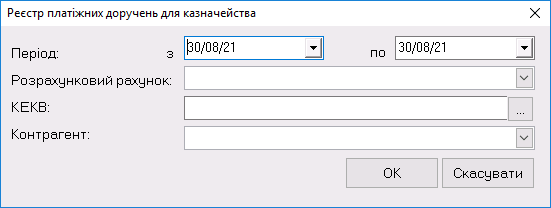 Реєстр платіжних доручень для казначейства
Період: з 30/08/21 по 30/08/21
Розрахунковий рахунок:
КЕКВ: ...
Контрагент:
OK Скасувати